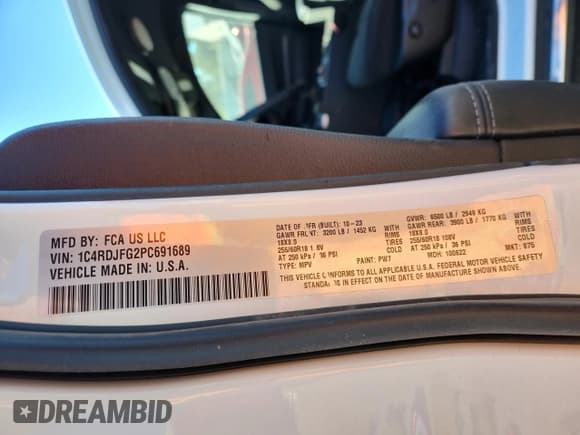 MFD BY: FCA US LLC
VIN: 1C4RDJFG2PC691689
VEHICLE MADE IN: U.S.A.
DATE OF MFR (BUILT): 10-23
GAWR FRONT: 3200 LB / 1452 KG
18X8.0
255/60R18 108V
AT 250 kPa / 36 PSI
TYPE: MPV
WITH
RIMS
TIRES
COLD
PAINT: PW7
GVWR: 6500 LB / 2949 KG
GAWR REAR: 3900 LB / 1770 KG
18X8.0
255/60R18 108V
AT 250 kPa / 36 PSI
MDH: 100622
WITH
RIMS
TIRES
COLD
MKT: 875
THIS VEHICLE CONFORMS TO ALL APPLICABLE U.S.A. FEDERAL MOTOR VEHICLE SAFETY
STANDARDS IN EFFECT ON THE DATE OF MANUFACTURE SHOWN ABOVE.
DREAMBID